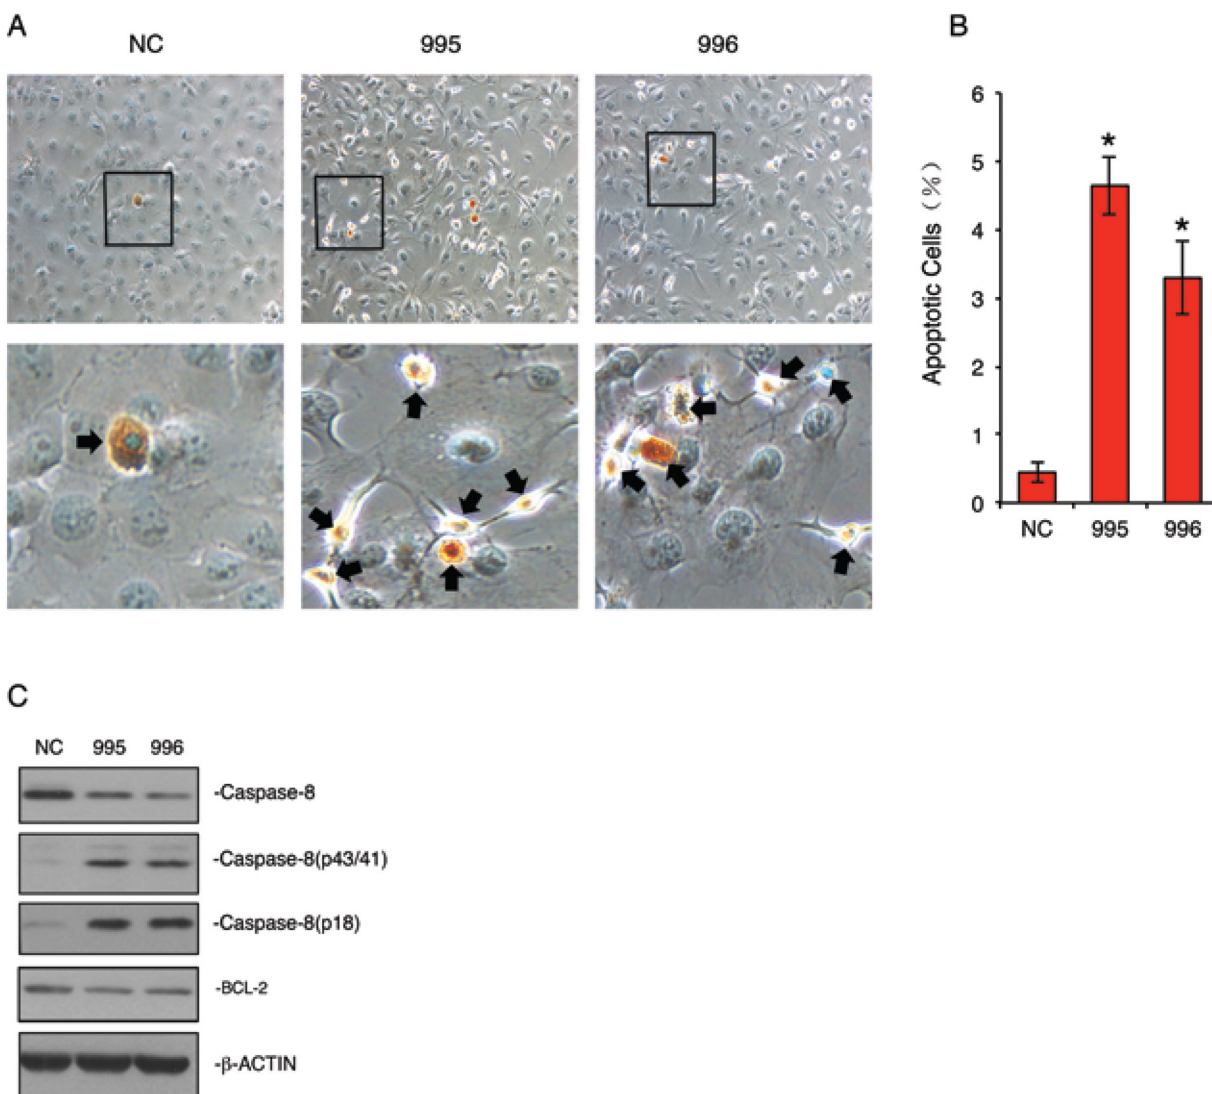 A
B
NC
995
996
6
5
4
3
2
1
0
Apoptotic Cells (%)
*
*
NC
995
996
C
NC
995
996
-Caspase-8
-Caspase-8(p43/41)
-Caspase-8(p18)
-BCL-2
-β-ACTIN